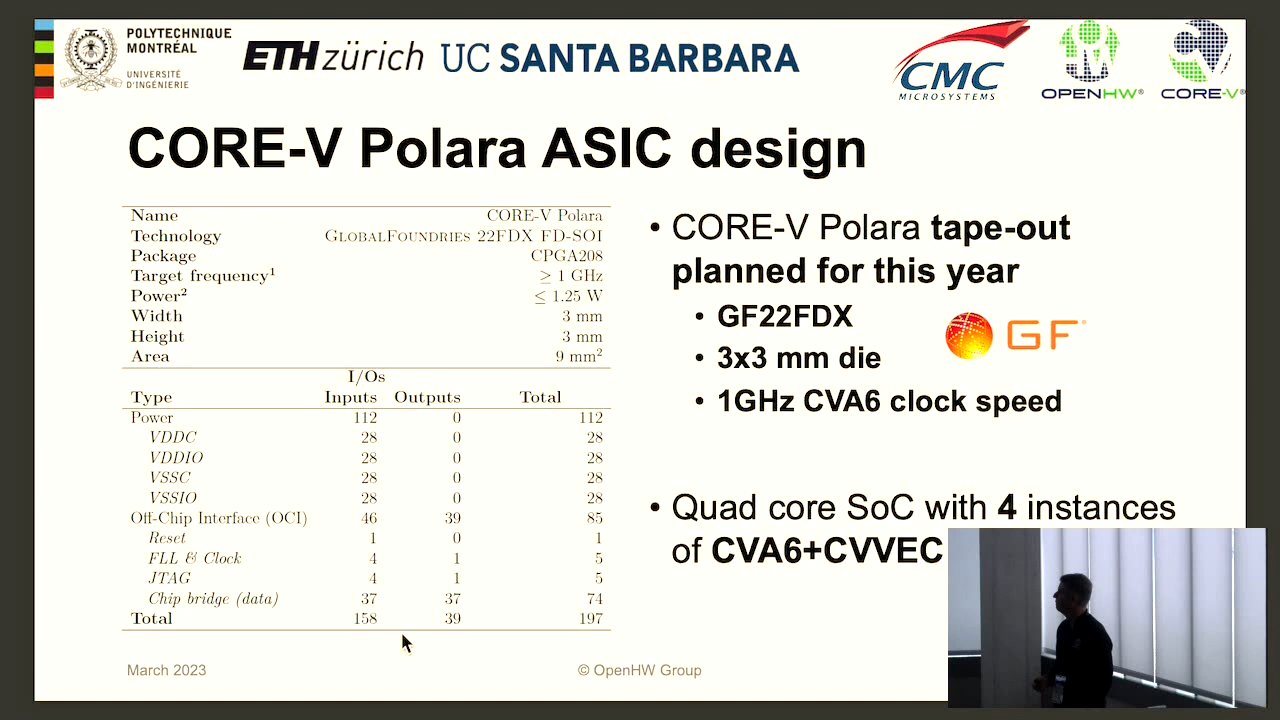 POLYTECHNIQUE
MONTRÉAL
UNIVERSITÉ
D'INGÉNIERIE
ETH zürich
UC SANTA BARBARA
CMC
MICROSYSTEMS
OPENHW®
CORE-V®
CORE-V Polara ASIC design
Name CORE-V Polara
Technology GLOBALFOUNDRIES 22FDX FD-SOI
Package CPGA208
Target frequency¹ ≥ 1 GHz
Power² ≤ 1.25 W
Width 3 mm
Height 3 mm
Area 9 mm²
I/Os
Type Inputs Outputs Total
Power 112 0 112
VDDC 28 0 28
VDDIO 28 0 28
VSSC 28 0 28
VSSIO 28 0 28
Off-Chip Interface (OCI) 46 39 85
Reset 1 0 1
FLL & Clock 4 1 5
JTAG 4 1 5
Chip bridge (data) 37 37 74
Total 158 39 197
• CORE-V Polara tape-out
planned for this year
• GF22FDX
• 3x3 mm die
• 1GHz CVA6 clock speed
GF
• Quad core SoC with 4 instances
of CVA6+CVVEC
March 2023
© OpenHW Group